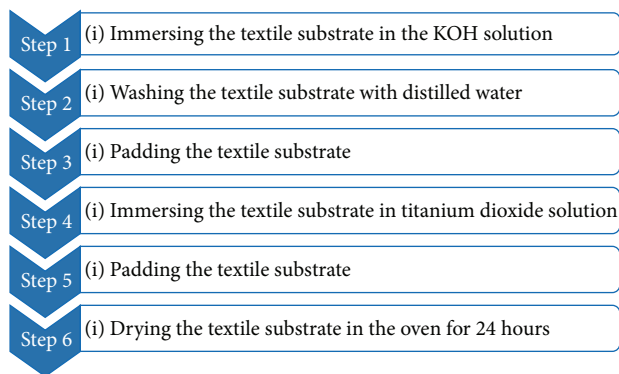 Step 1
(i) Immersing the textile substrate in the KOH solution
Step 2
(i) Washing the textile substrate with distilled water
Step 3
(i) Padding the textile substrate
Step 4
(i) Immersing the textile substrate in titanium dioxide solution
Step 5
(i) Padding the textile substrate
Step 6
(i) Drying the textile substrate in the oven for 24 hours